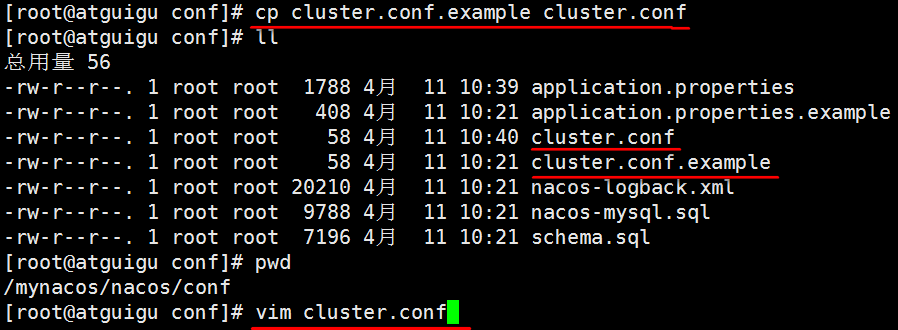 [root@atguigu conf]# cp cluster.conf.example cluster.conf
[root@atguigu conf]# ll
总用量 56
-rw-r--r--. 1 root root  1788 4月  11 10:39 application.properties
-rw-r--r--. 1 root root   408 4月  11 10:21 application.properties.example
-rw-r--r--. 1 root root    58 4月  11 10:40 cluster.conf
-rw-r--r--. 1 root root    58 4月  11 10:21 cluster.conf.example
-rw-r--r--. 1 root root 20210 4月  11 10:21 nacos-logback.xml
-rw-r--r--. 1 root root  9788 4月  11 10:21 nacos-mysql.sql
-rw-r--r--. 1 root root  7196 4月  11 10:21 schema.sql
[root@atguigu conf]# pwd
/mynacos/nacos/conf
[root@atguigu conf]# vim cluster.conf